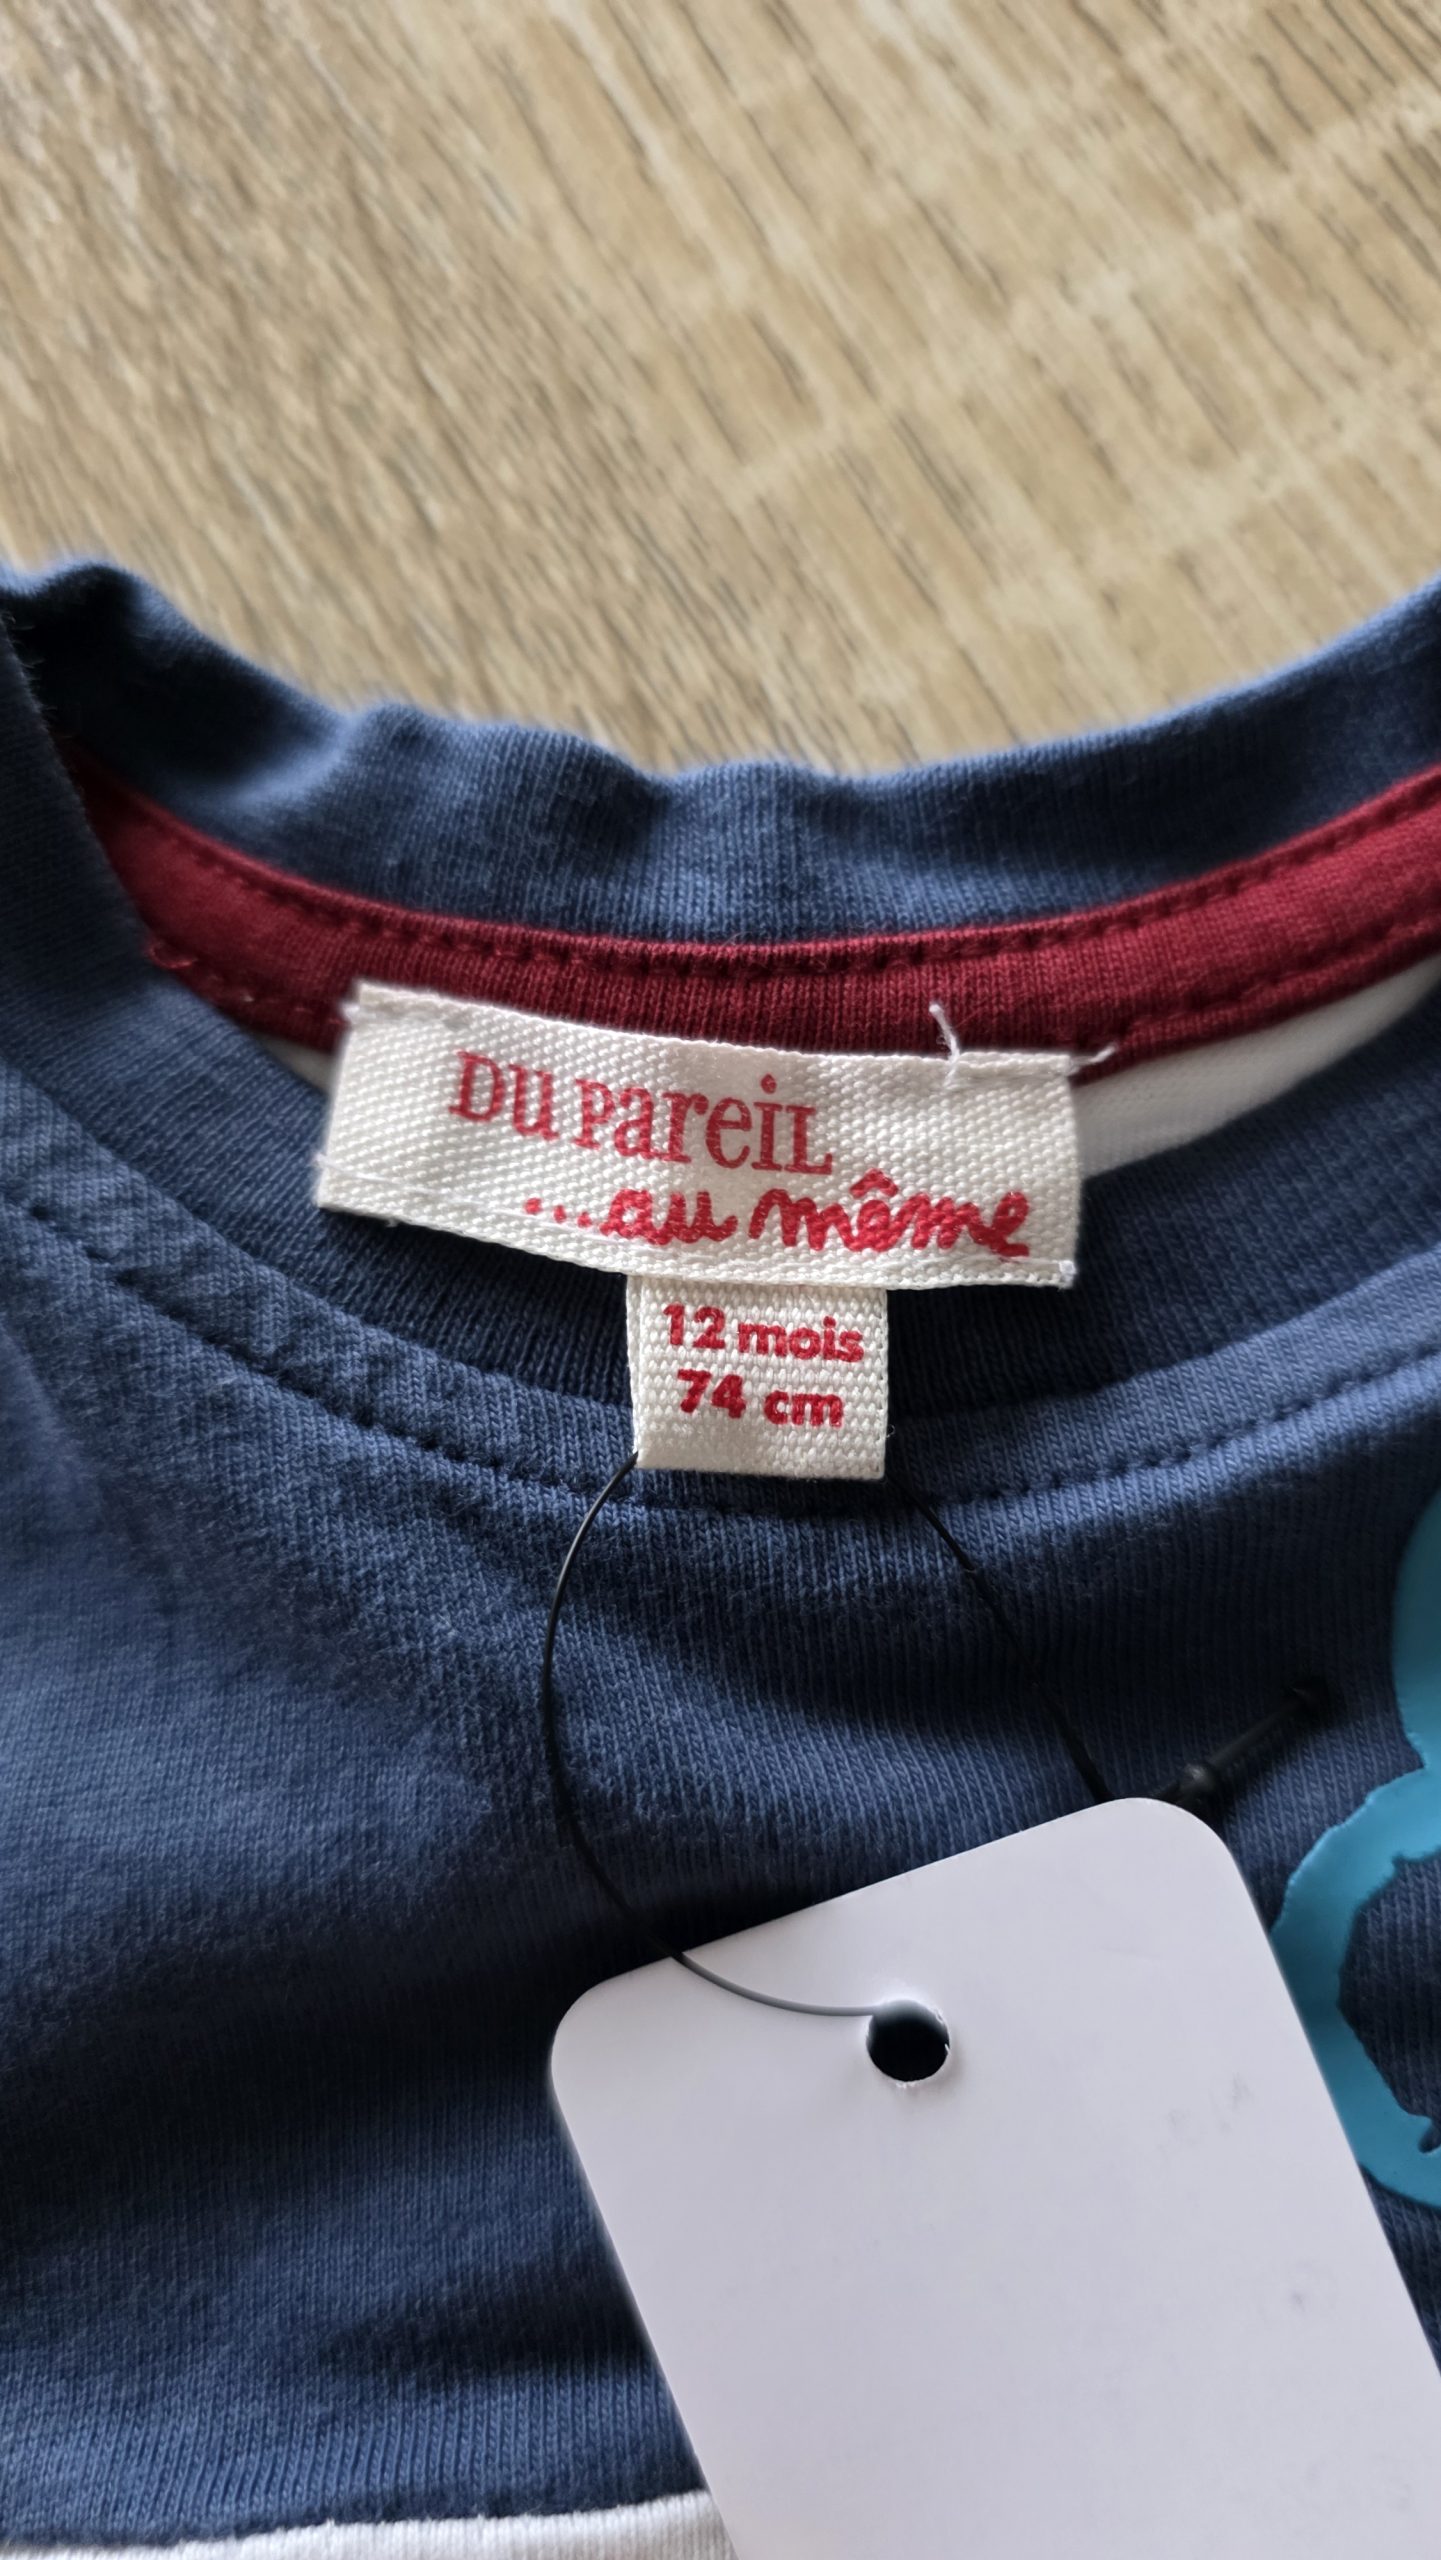 DU PAREIL
...au même
12 mois
74 cm